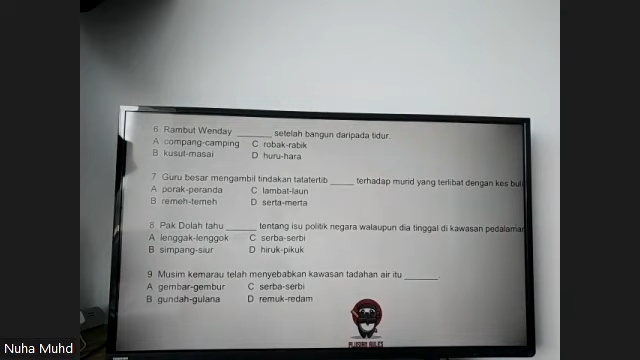 6. Rambut Wenday ______ setelah bangun daripada tidur.
A compang-camping C robak-rabik
B kusut-masai D huru-hara
7. Guru besar mengambil tindakan tatatertib _____ terhadap murid yang terlibat dengan kes buli
A porak-peranda C lambat-laun
B remeh-temeh D serta-merta
8. Pak Dolah tahu ______ tentang isu politik negara walaupun dia tinggal di kawasan pedalaman
A lenggak-lenggok C serba-serbi
B simpang-siur D hiruk-pikuk
9 Musim kemarau telah menyebabkan kawasan tadahan air itu ______.
A gembar-gembur C serba-serbi
B gundah-gulana D remuk-redam
Nuha Muhd